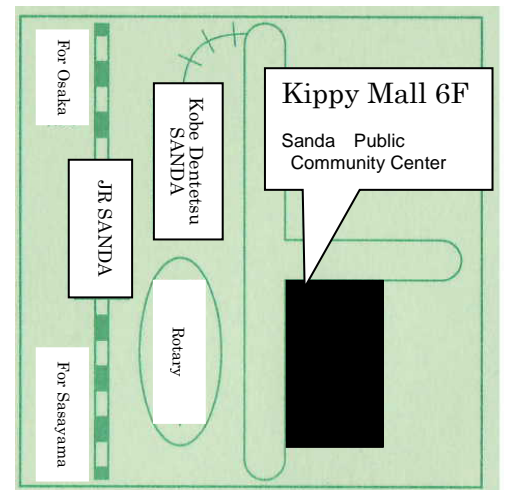 For Osaka
Kobe Dentetsu
SANDA
Kippy Mall 6F
Sanda Public
Community Center
JR SANDA
Rotary
For Sasayama